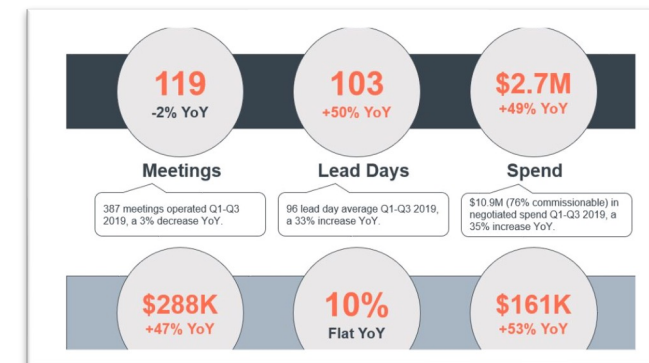 119
-2% YoY
103
+50% YoY
$2.7M
+49% YoY
Meetings
Lead Days
Spend
387 meetings operated Q1-Q3
2019, a 3% decrease YoY.
96 lead day average Q1-Q3 2019,
a 33% increase YoY.
$10.9M (76% commissionable) in
negotiated spend Q1-Q3 2019, a
35% increase YoY.
$288K
+47% YoY
10%
Flat YoY
$161K
+53% YoY